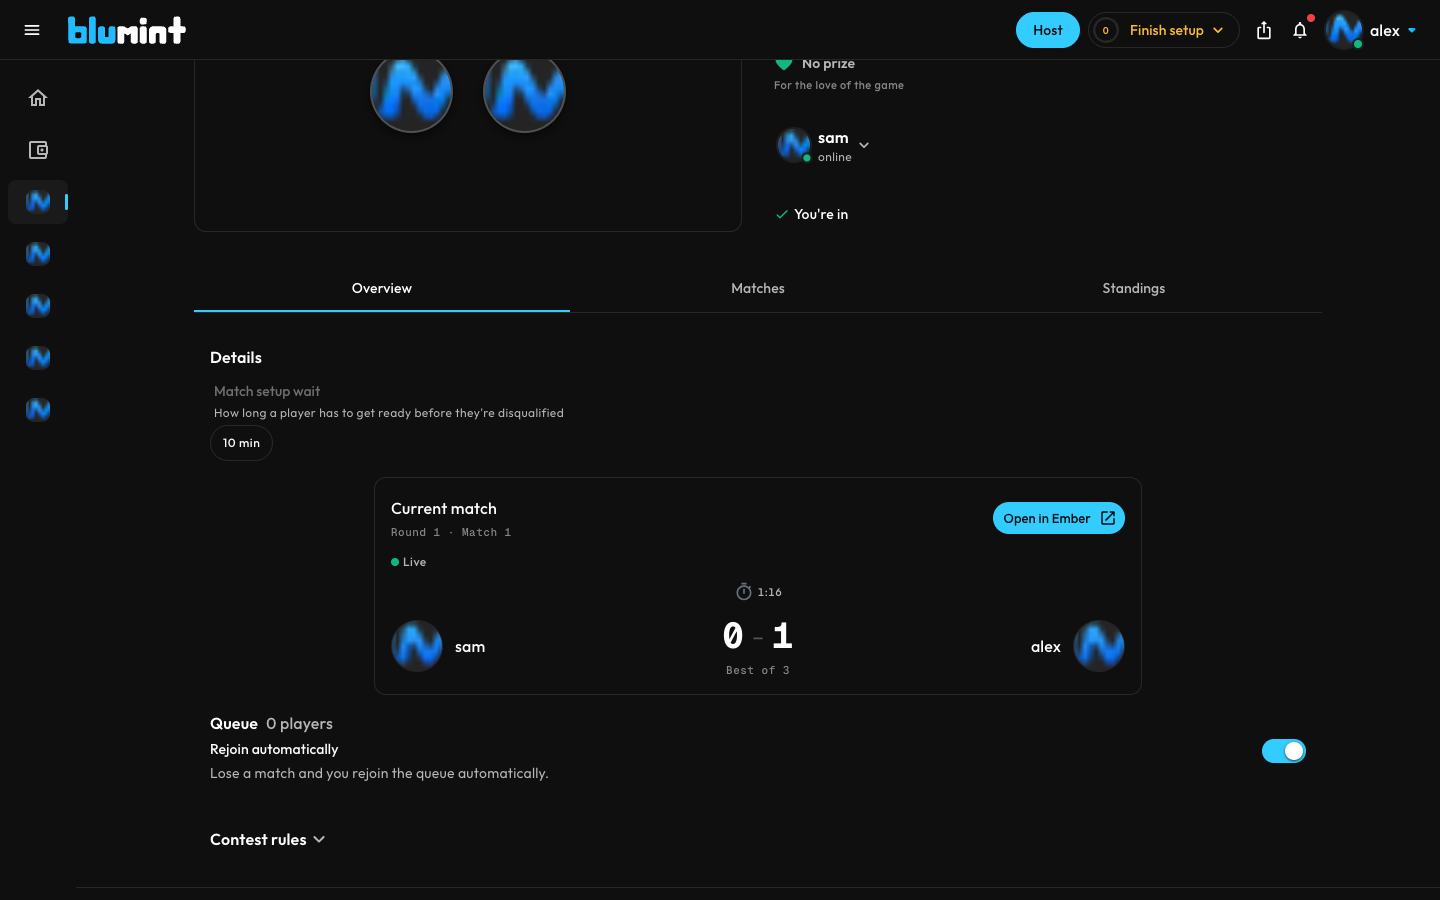 blumint
Host
0
Finish setup
alex
No prize
For the love of the game
sam
online
You're in
Overview
Matches
Standings
Details
Match setup wait
How long a player has to get ready before they're disqualified
10 min
Current match
Open in Ember
Round 1 · Match 1
Live
1:16
sam
0 – 1
alex
Best of 3
Queue 0 players
Rejoin automatically
Lose a match and you rejoin the queue automatically.
Contest rules